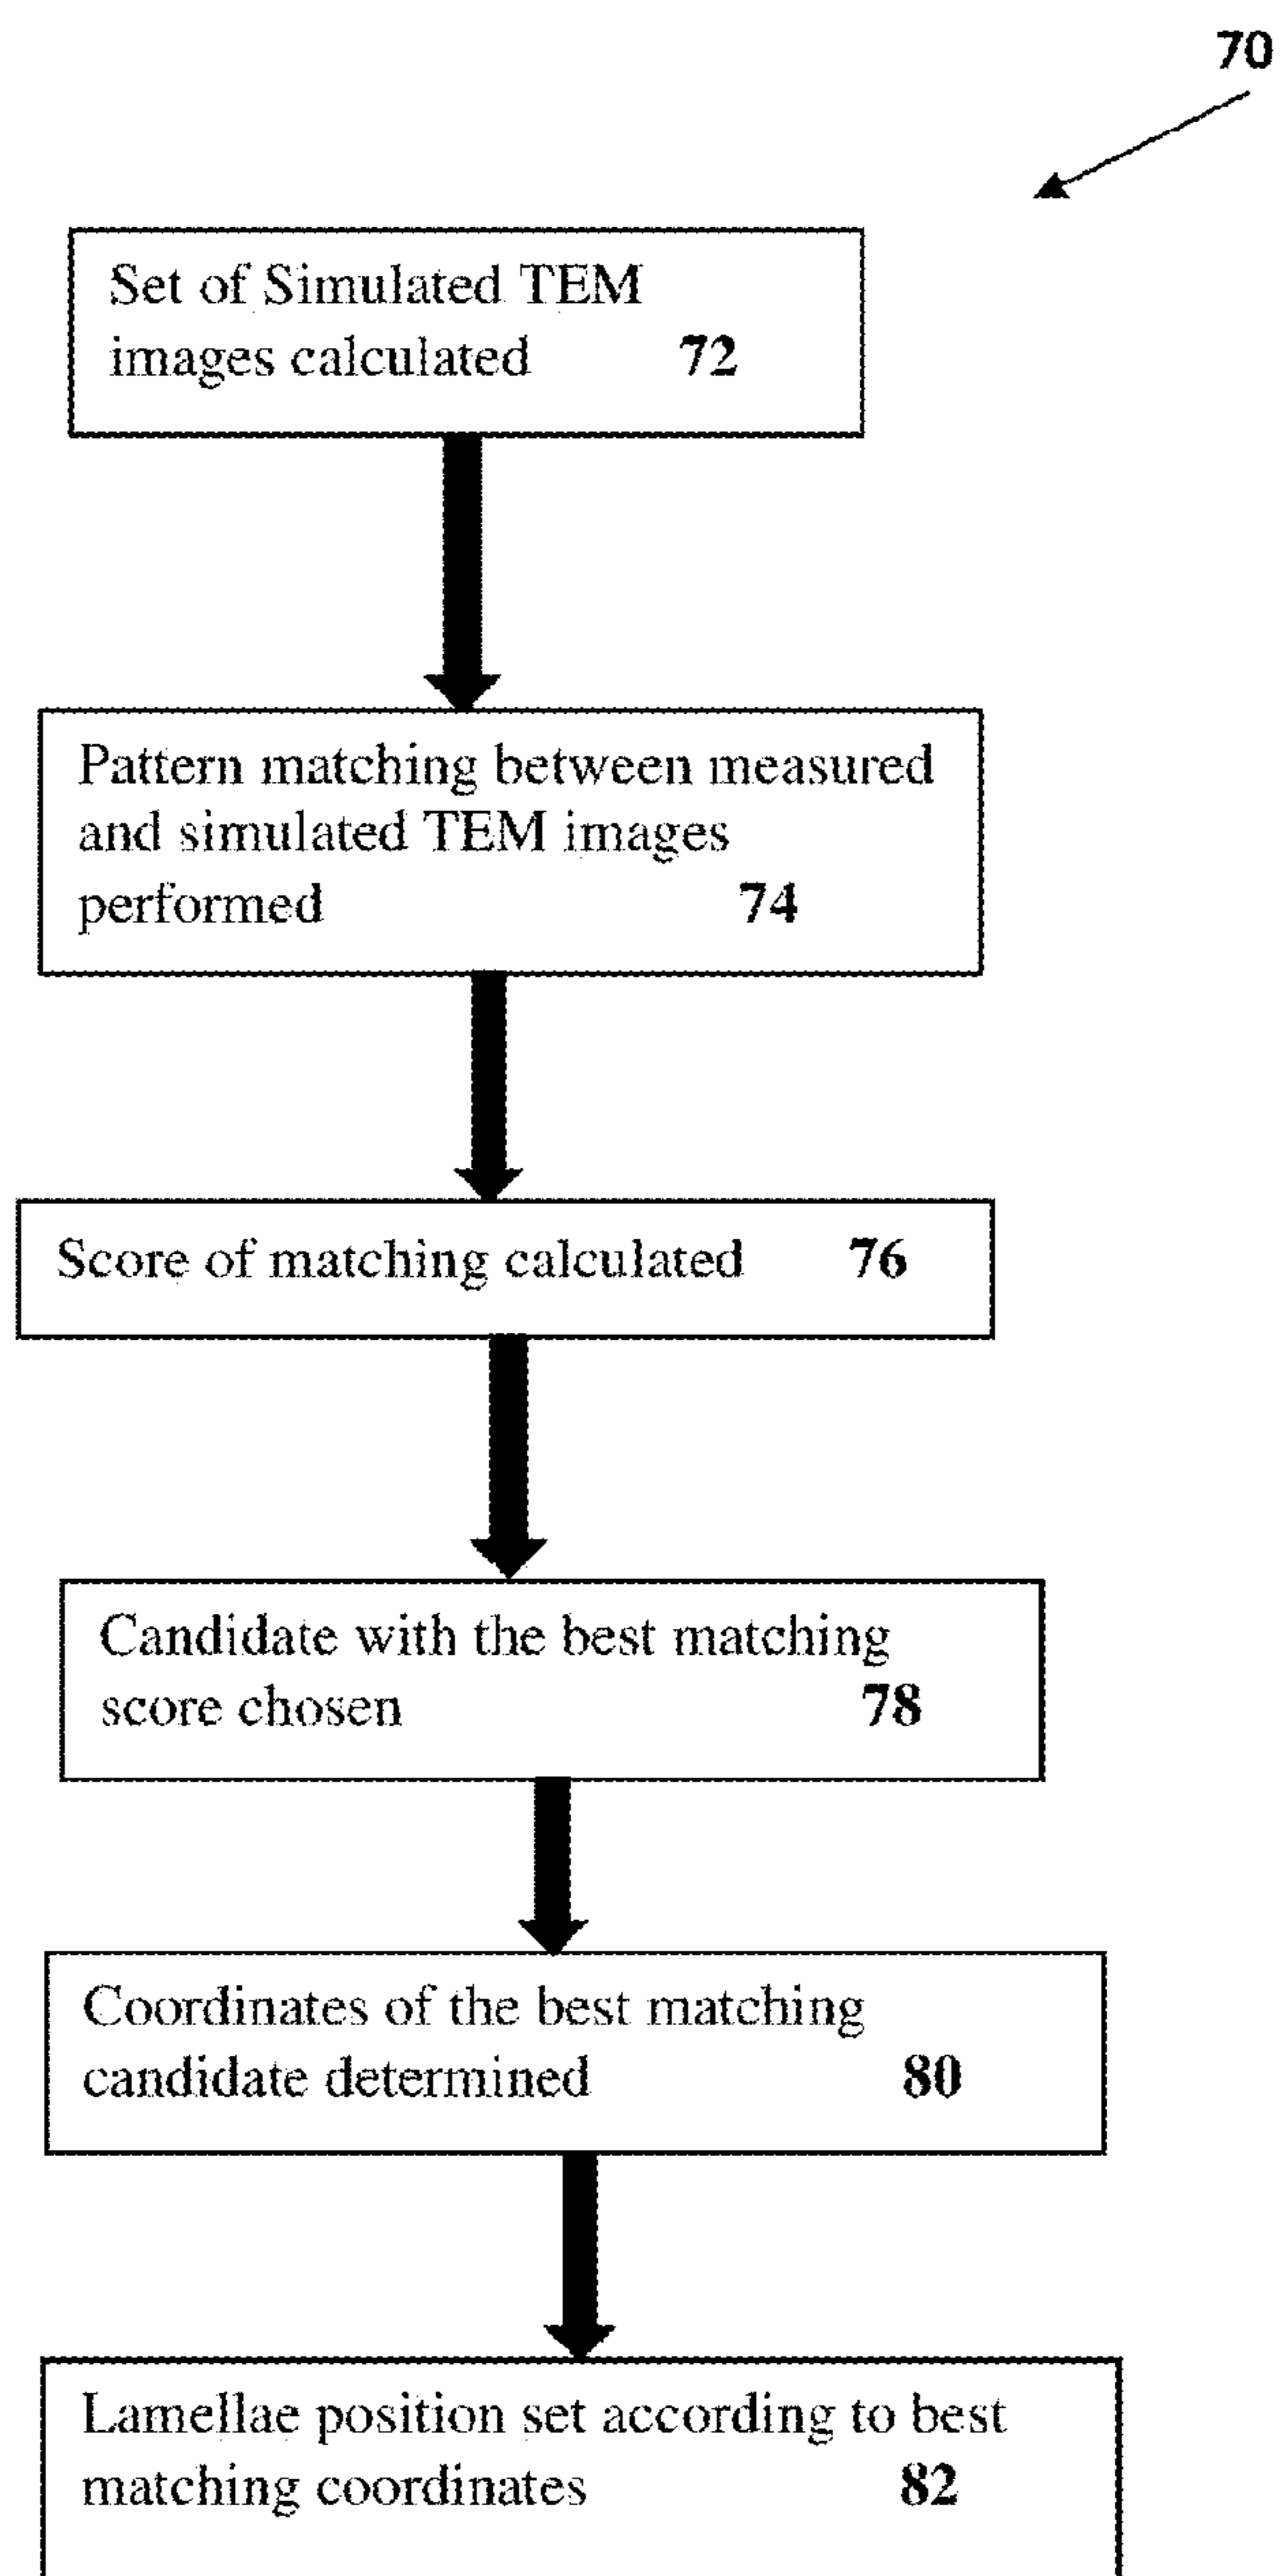 70
Set of Simulated TEM
images calculated 72
Pattern matching between measured
and simulated TEM images
performed 74
Score of matching calculated 76
Candidate with the best matching
score chosen 78
Coordinates of the best matching
candidate determined 80
Lamellae position set according to best
matching coordinates 82